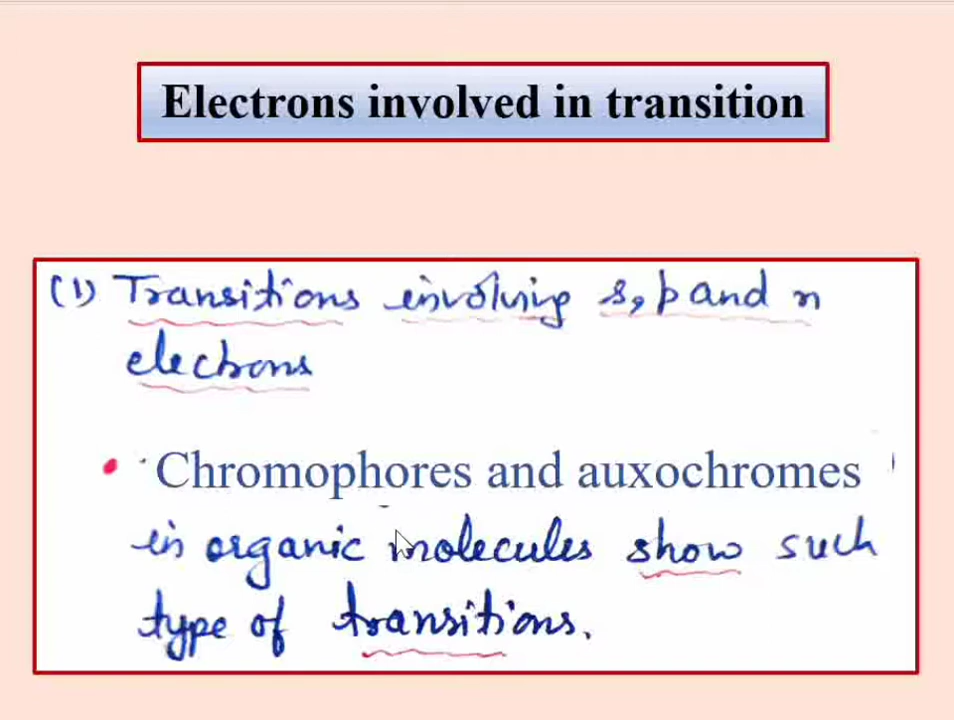 Electrons involved in transition
(1) Transitions involving s, p and n
electrons
• Chromophores and auxochromes
in organic molecules show such
type of transitions.